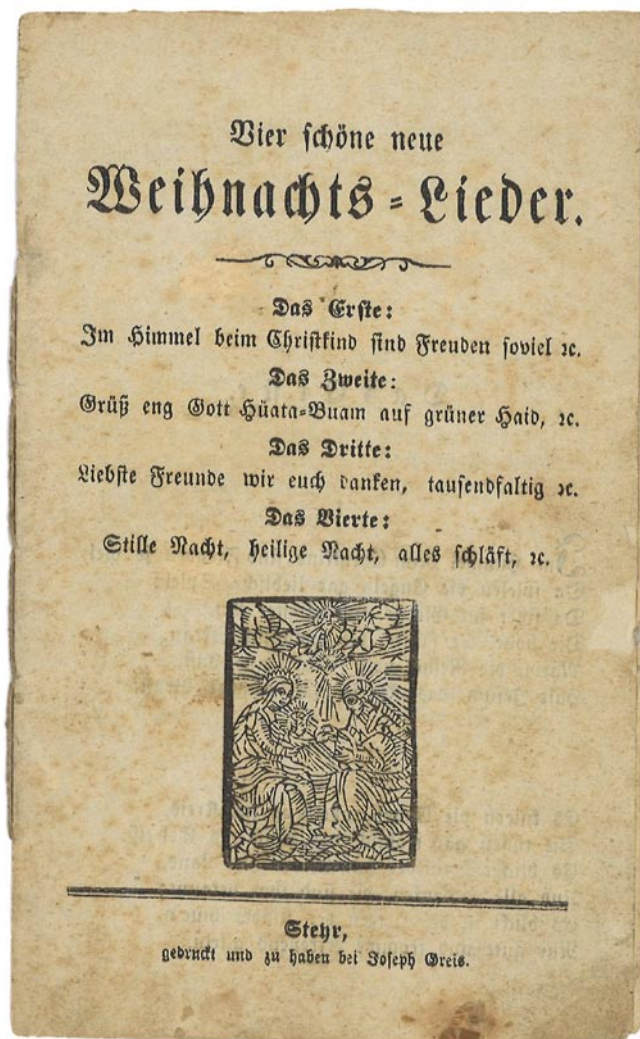 Vier schöne neue
Weihnachts-Lieder.
Das Erste:
Im Himmel beim Christkind sind Freuden soviel ꝛc.
Das Zweite:
Grüß eng Gott Hüata-Buam auf grüner Haid, ꝛc.
Das Dritte:
Liebste Freunde wir euch danken, tausendfaltig ꝛc.
Das Vierte:
Stille Nacht, heilige Nacht, alles schläft, ꝛc.
Steyr,
gedruckt und zu haben bei Joseph Greis.